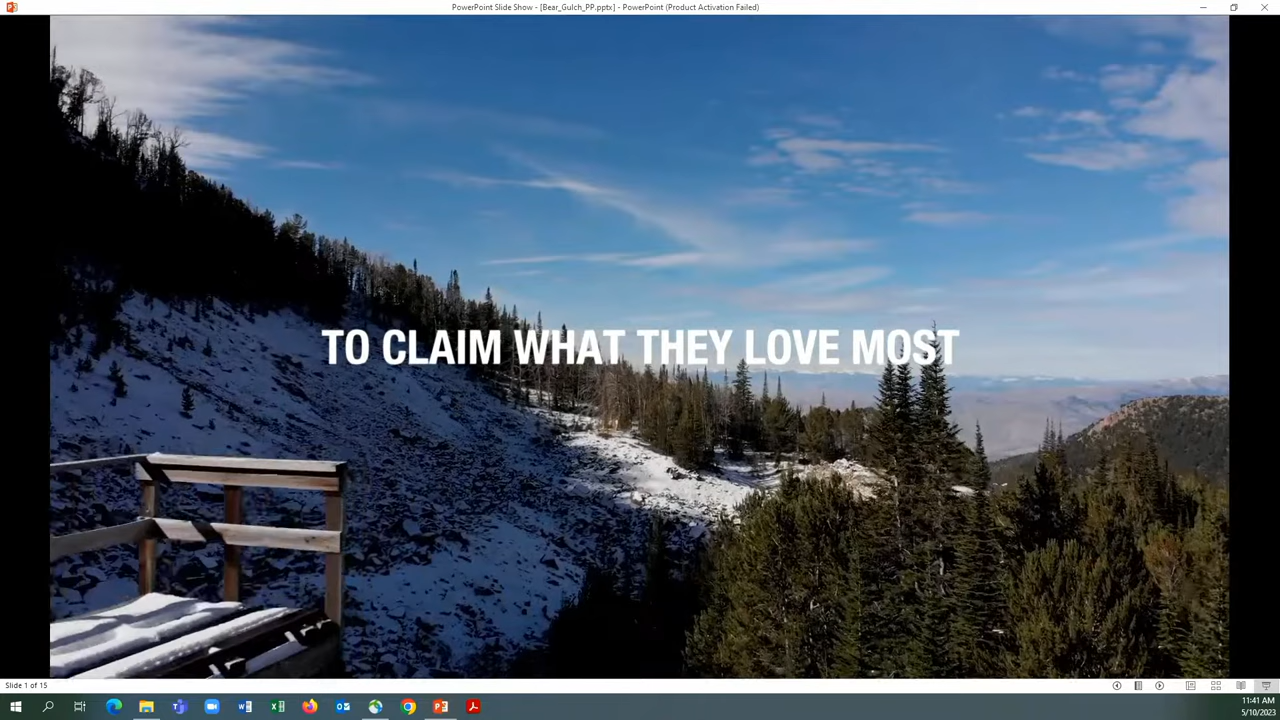 PowerPoint Slide Show - [Bear_Gulch_PP.pptx] - PowerPoint (Product Activation Failed)
TO CLAIM WHAT THEY LOVE MOST
Slide 1 of 15
11:41 AM
5/10/2023